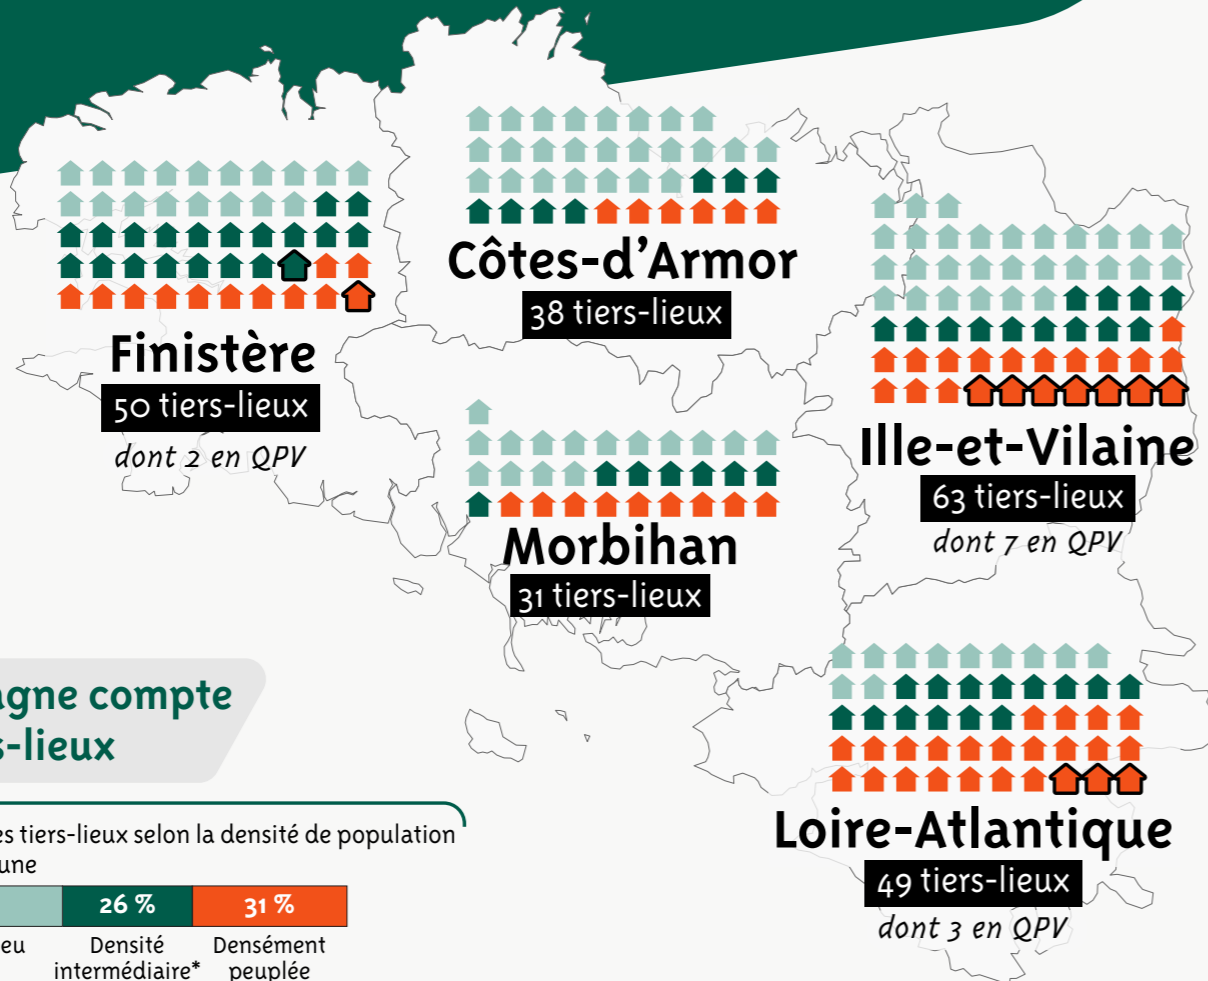 Côtes-d’Armor
38 tiers-lieux
Finistère
50 tiers-lieux
dont 2 en QPV
Ille-et-Vilaine
63 tiers-lieux
dont 7 en QPV
Morbihan
31 tiers-lieux
agne compte
s-lieux
Loire-Atlantique
49 tiers-lieux
dont 3 en QPV
es tiers-lieux selon la densité de population
une
26 % 31 %
eu Densité Densément
intermédiaire* peuplée